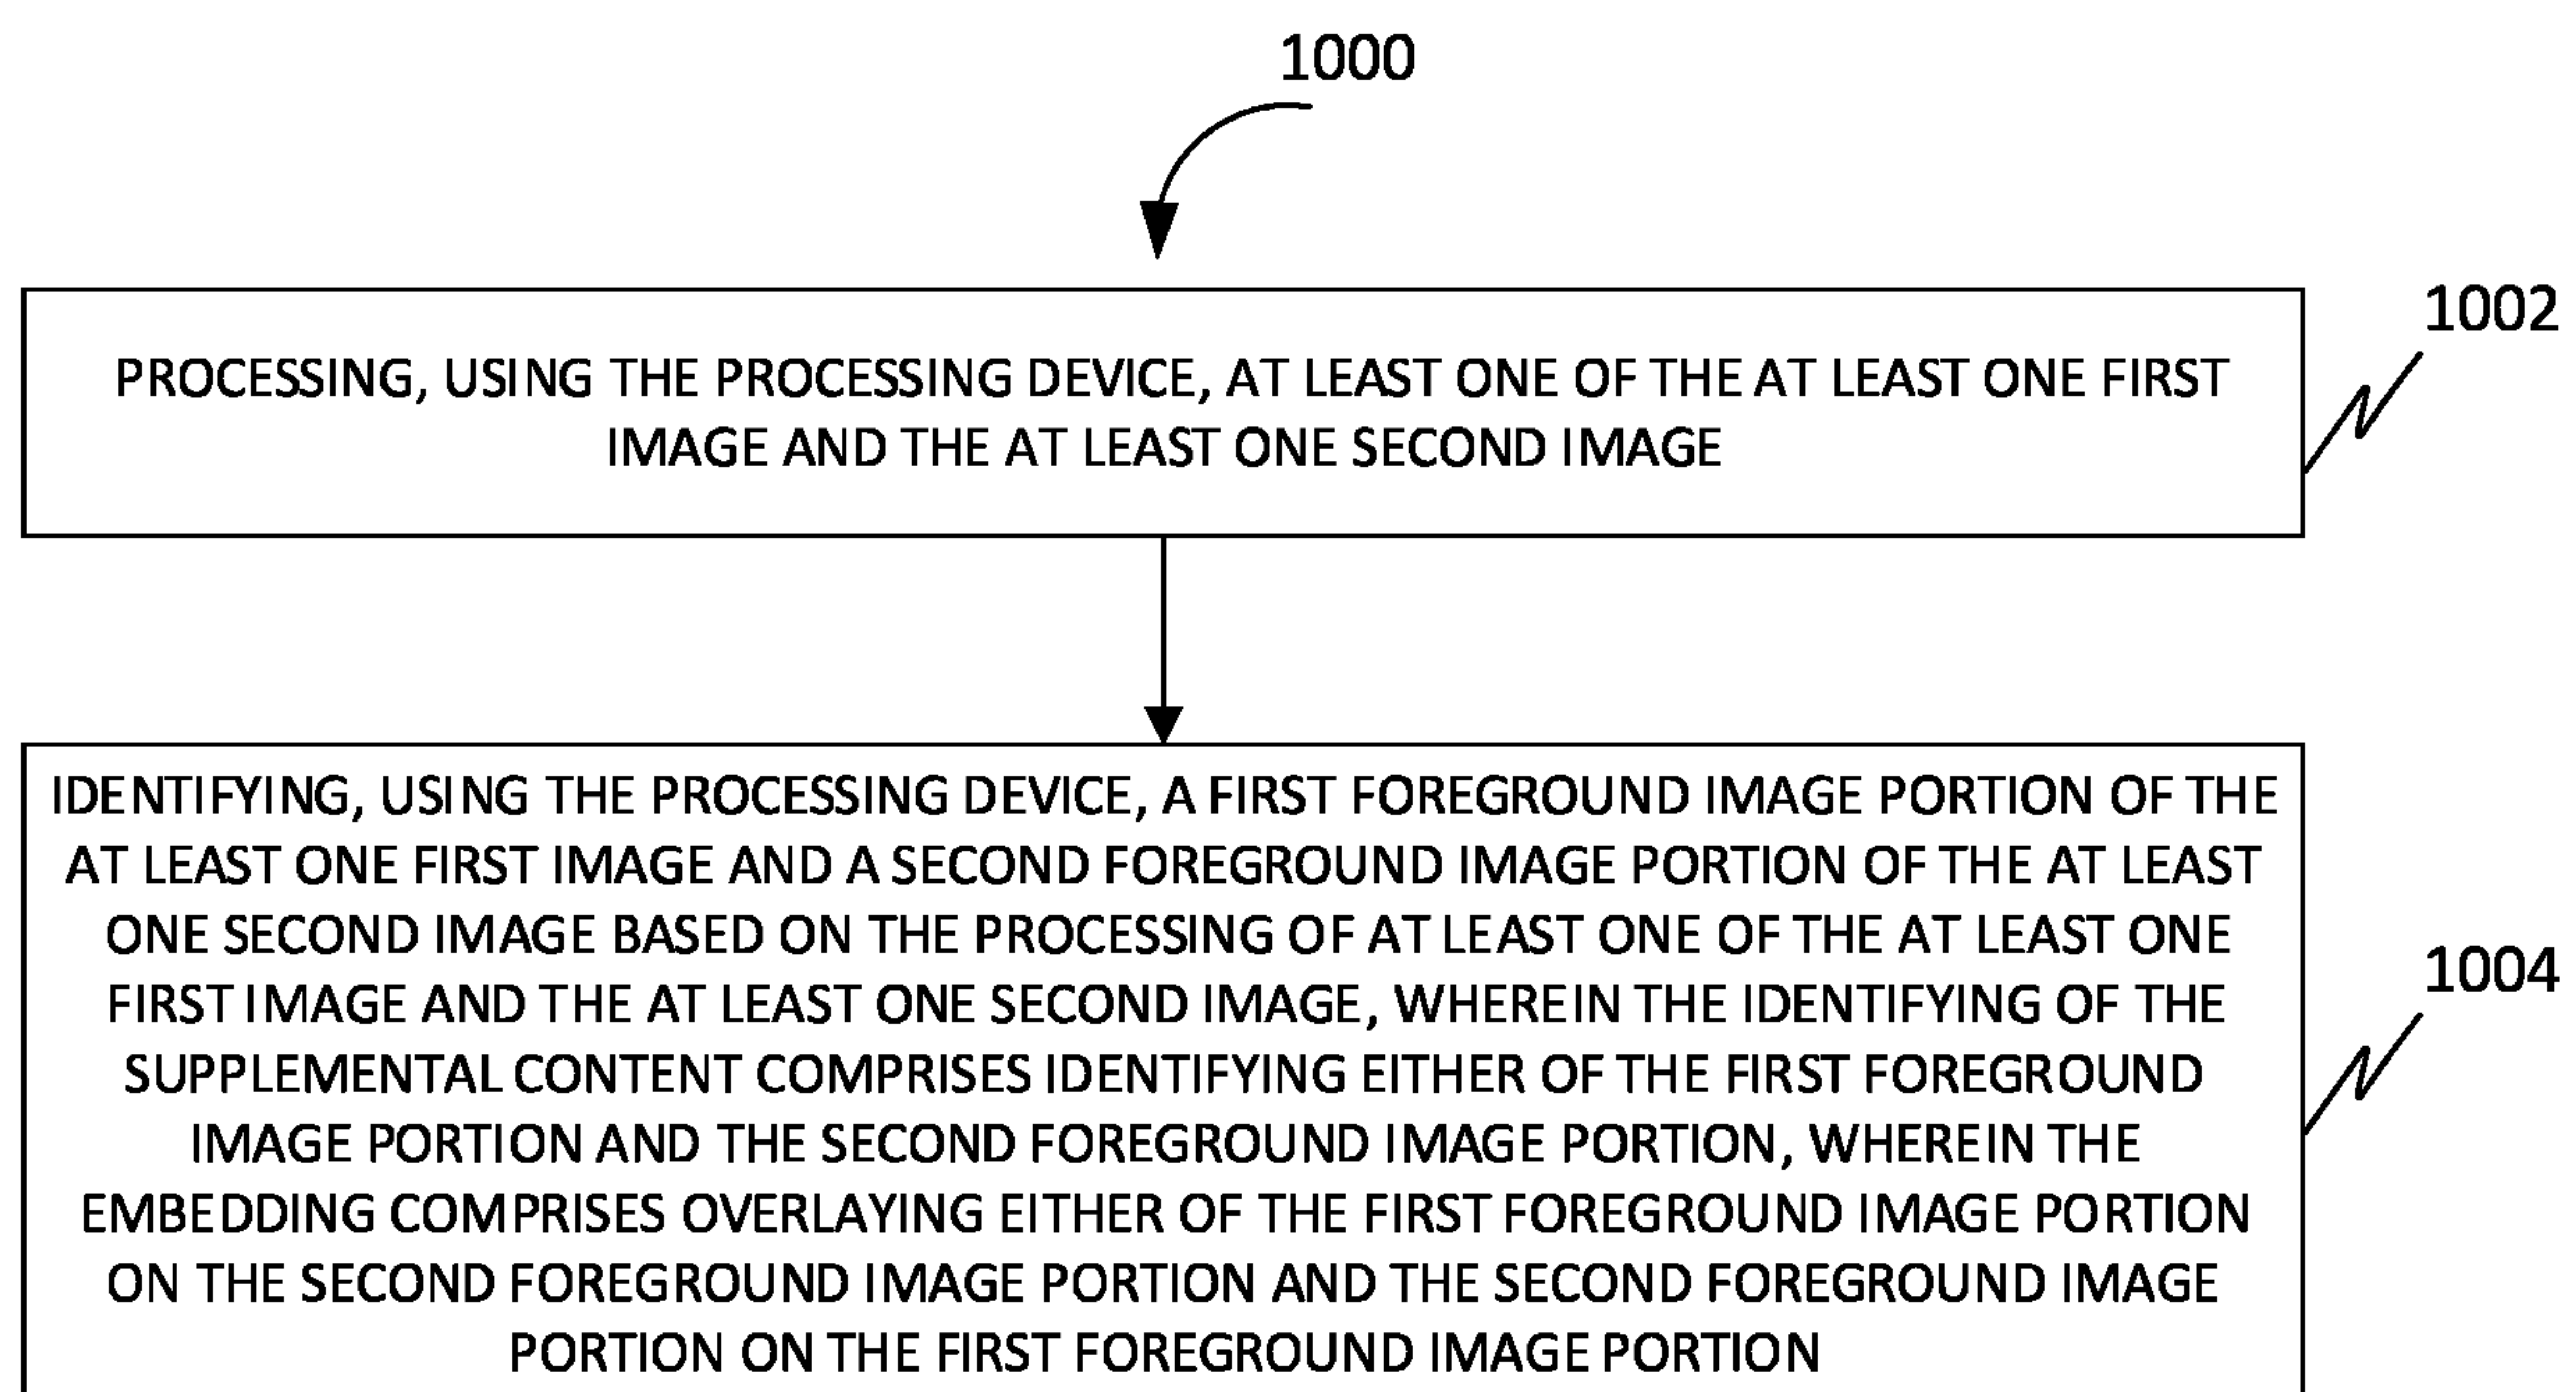 1000
1002
PROCESSING, USING THE PROCESSING DEVICE, AT LEAST ONE OF THE AT LEAST ONE FIRST
IMAGE AND THE AT LEAST ONE SECOND IMAGE
IDENTIFYING, USING THE PROCESSING DEVICE, A FIRST FOREGROUND IMAGE PORTION OF THE
AT LEAST ONE FIRST IMAGE AND A SECOND FOREGROUND IMAGE PORTION OF THE AT LEAST
ONE SECOND IMAGE BASED ON THE PROCESSING OF AT LEAST ONE OF THE AT LEAST ONE
FIRST IMAGE AND THE AT LEAST ONE SECOND IMAGE, WHEREIN THE IDENTIFYING OF THE
SUPPLEMENTAL CONTENT COMPRISES IDENTIFYING EITHER OF THE FIRST FOREGROUND
IMAGE PORTION AND THE SECOND FOREGROUND IMAGE PORTION, WHEREIN THE
EMBEDDING COMPRISES OVERLAYING EITHER OF THE FIRST FOREGROUND IMAGE PORTION
ON THE SECOND FOREGROUND IMAGE PORTION AND THE SECOND FOREGROUND IMAGE
PORTION ON THE FIRST FOREGROUND IMAGE PORTION
1004